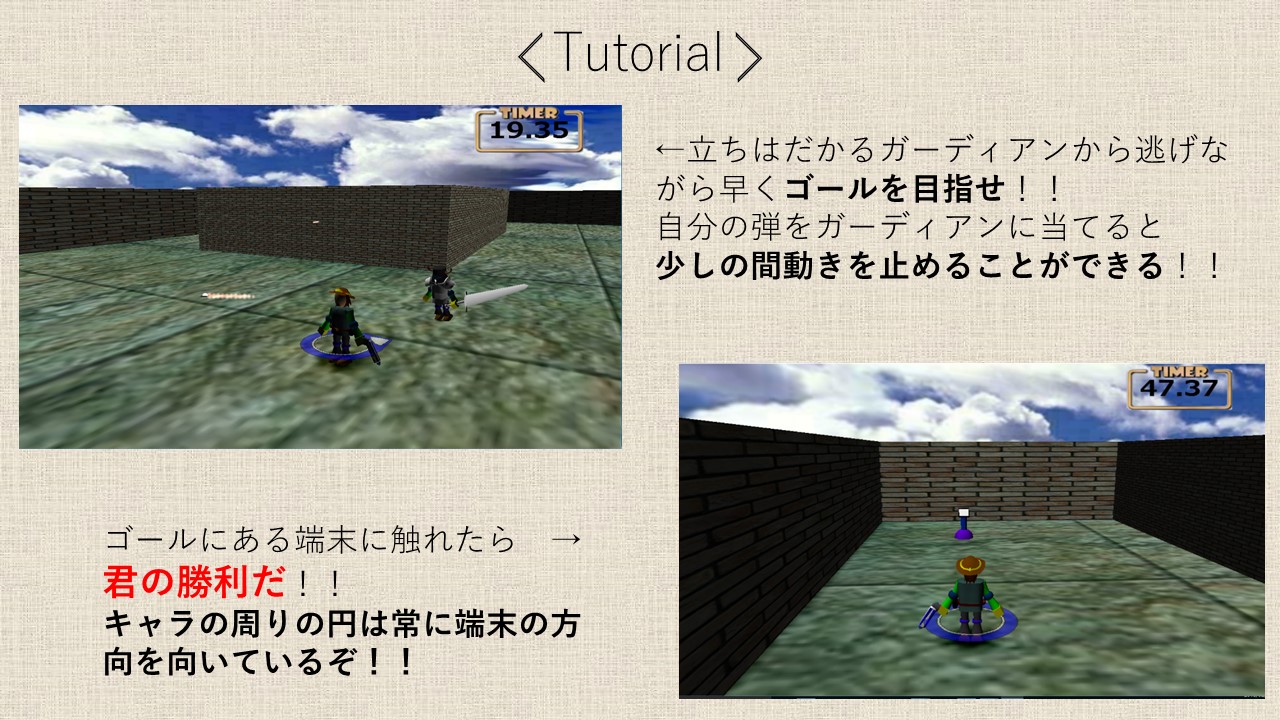 〈Tutorial〉
TIMER
19.35
←立ちはだかるガーディアンから逃げな
がら早くゴールを目指せ！！
自分の弾をガーディアンに当てると
少しの間動きを止めることができる！！
TIMER
47.37
ゴールにある端末に触れたら　→
君の勝利だ！！
キャラの周りの円は常に端末の方
向を向いているぞ！！